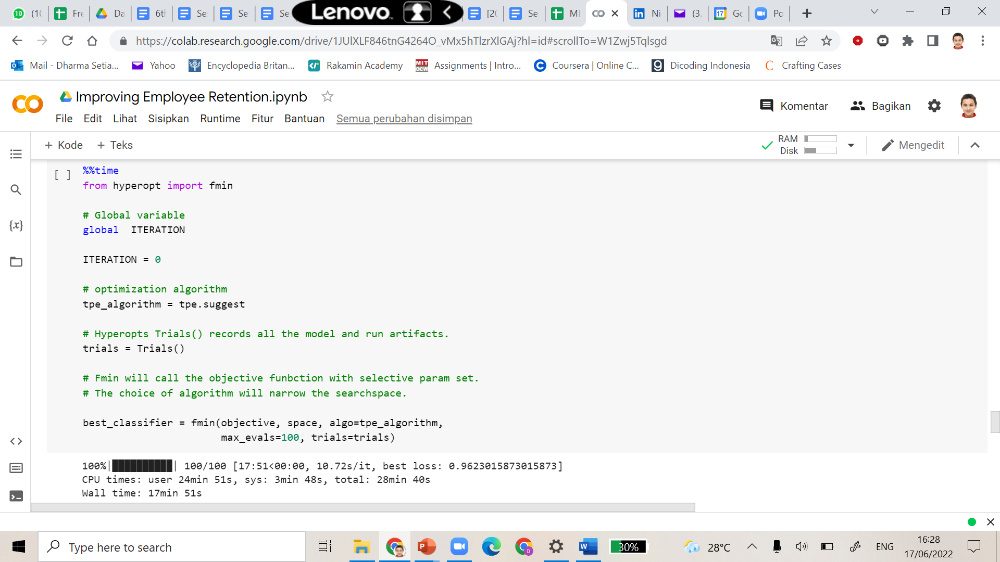 10 (1( Fre Da 6th Se Se Se Lenovo [2( Se ME Ni (3. 17 Gc Po
https://colab.research.google.com/drive/1JUlXLF846tnG4264O_vMx5hTlzrXlGAj?hl=id#scrollTo=W1Zwj5Tqlsgd
Mail - Dharma Setia... Yahoo Encyclopedia Britan... Rakamin Academy MIT OCW Assignments | Intro... Coursera | Online C... Dicoding Indonesia Crafting Cases
Improving Employee Retention.ipynb
Komentar Bagikan
File Edit Lihat Sisipkan Runtime Fitur Bantuan Semua perubahan disimpan
+ Kode + Teks RAM Disk Mengedit
[ ] %%time
from hyperopt import fmin
# Global variable
global  ITERATION
ITERATION = 0
# optimization algorithm
tpe_algorithm = tpe.suggest
# Hyperopts Trials() records all the model and run artifacts.
trials = Trials()
# Fmin will call the objective funbction with selective param set.
# The choice of algorithm will narrow the searchspace.
best_classifier = fmin(objective, space, algo=tpe_algorithm,
max_evals=100, trials=trials)
100%|██████████| 100/100 [17:51<00:00, 10.72s/it, best loss: 0.9623015873015873]
CPU times: user 24min 51s, sys: 3min 48s, total: 28min 40s
Wall time: 17min 51s
Type here to search 30% 28°C ENG 16:28
17/06/2022